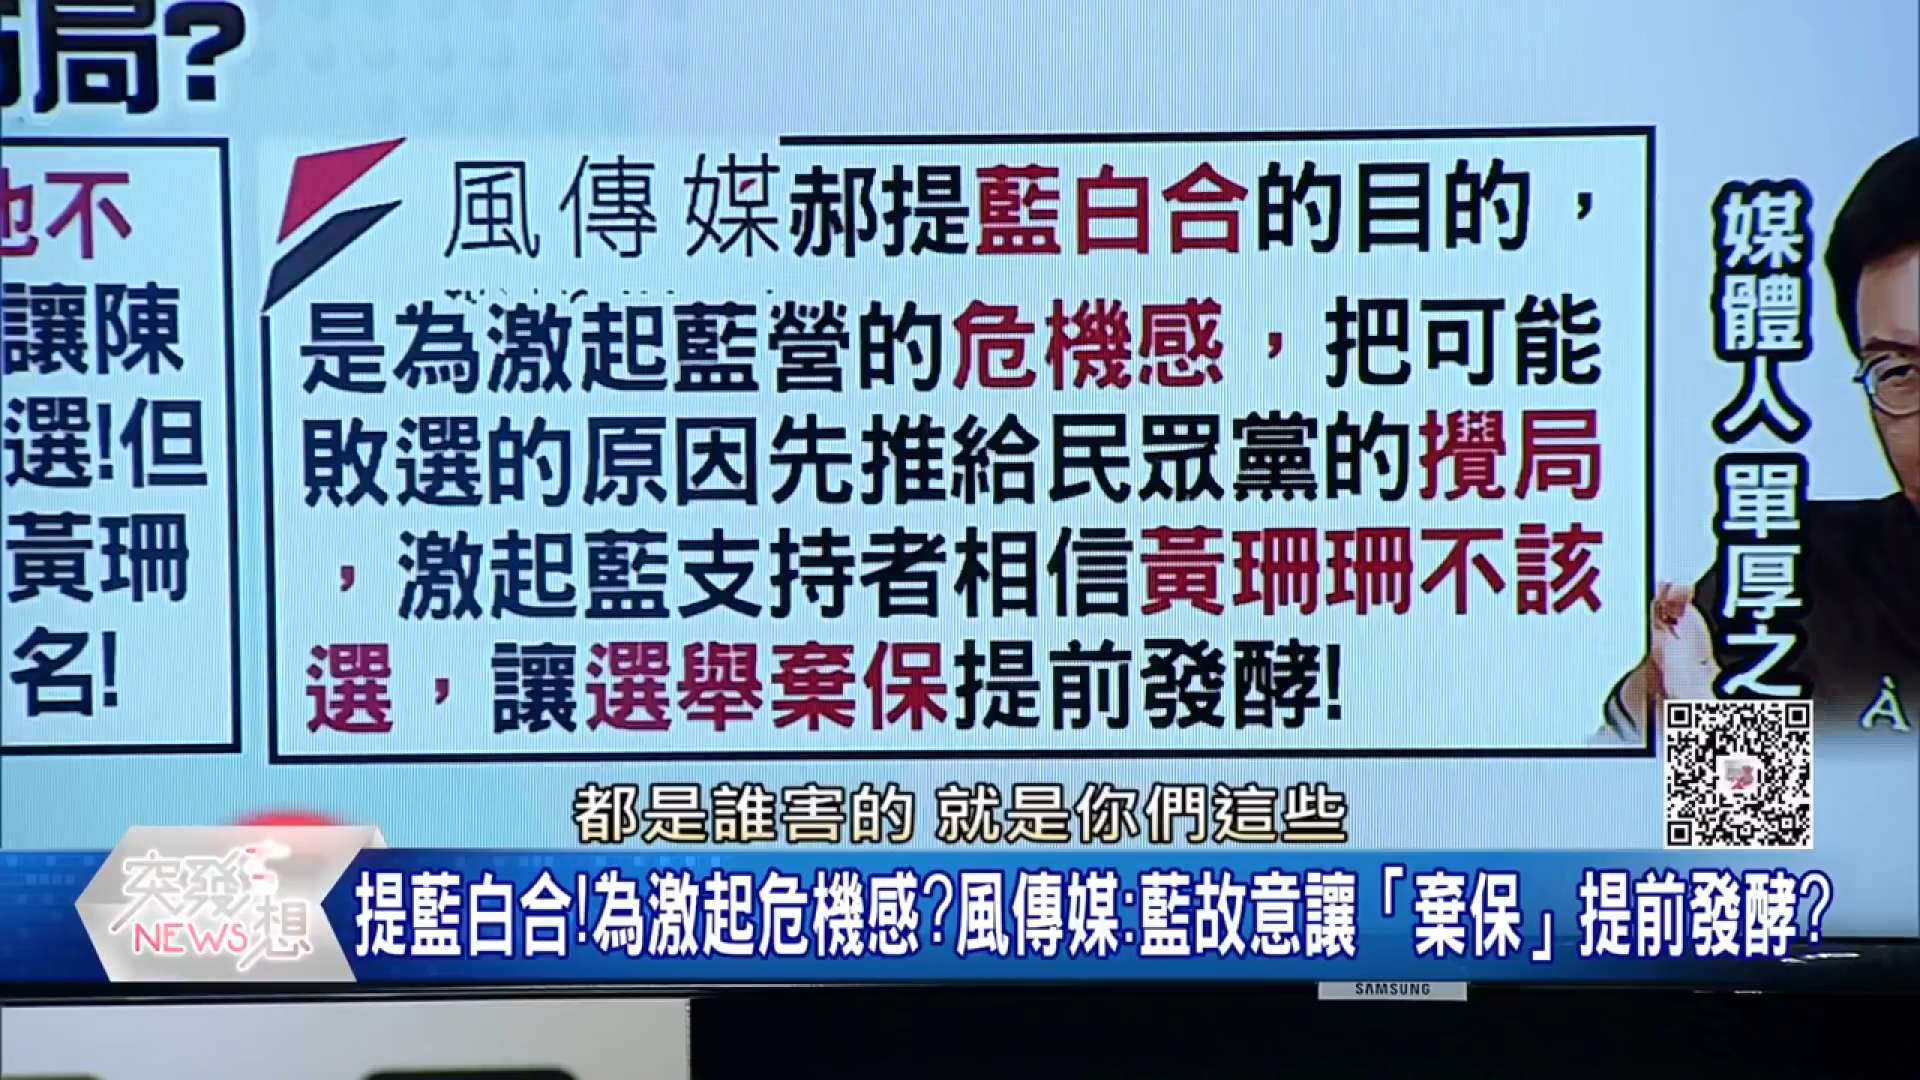 局?
他不
讓陳
選!但
黃珊
名!
風傳媒郝提藍白合的目的，
是為激起藍營的危機感，把可能
敗選的原因先推給民眾黨的攪局
，激起藍支持者相信黃珊珊不該
選，讓選舉棄保提前發酵!
媒體人單厚之
À
都是誰害的 就是你們這些
突發想
NEWS
提藍白合!為激起危機感?風傳媒:藍故意讓「棄保」提前發酵?
SAMSUNG